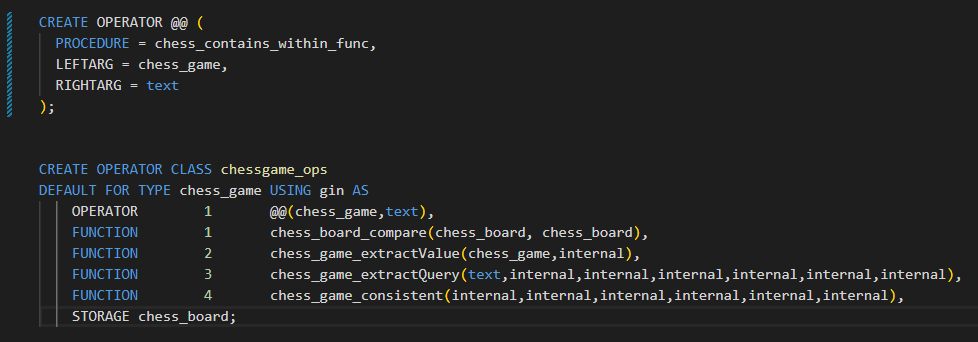 CREATE OPERATOR @@ (
PROCEDURE = chess_contains_within_func,
LEFTARG = chess_game,
RIGHTARG = text
);
CREATE OPERATOR CLASS chessgame_ops
DEFAULT FOR TYPE chess_game USING gin AS
OPERATOR 1 @@(chess_game,text),
FUNCTION 1 chess_board_compare(chess_board, chess_board),
FUNCTION 2 chess_game_extractValue(chess_game,internal),
FUNCTION 3 chess_game_extractQuery(text,internal,internal,internal,internal,internal,internal),
FUNCTION 4 chess_game_consistent(internal,internal,internal,internal,internal,internal),
STORAGE chess_board;